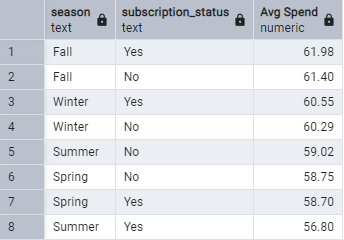 season subscription_status Avg Spend
text text numeric
1 Fall Yes 61.98
2 Fall No 61.40
3 Winter Yes 60.55
4 Winter No 60.29
5 Summer No 59.02
6 Spring No 58.75
7 Spring Yes 58.70
8 Summer Yes 56.80